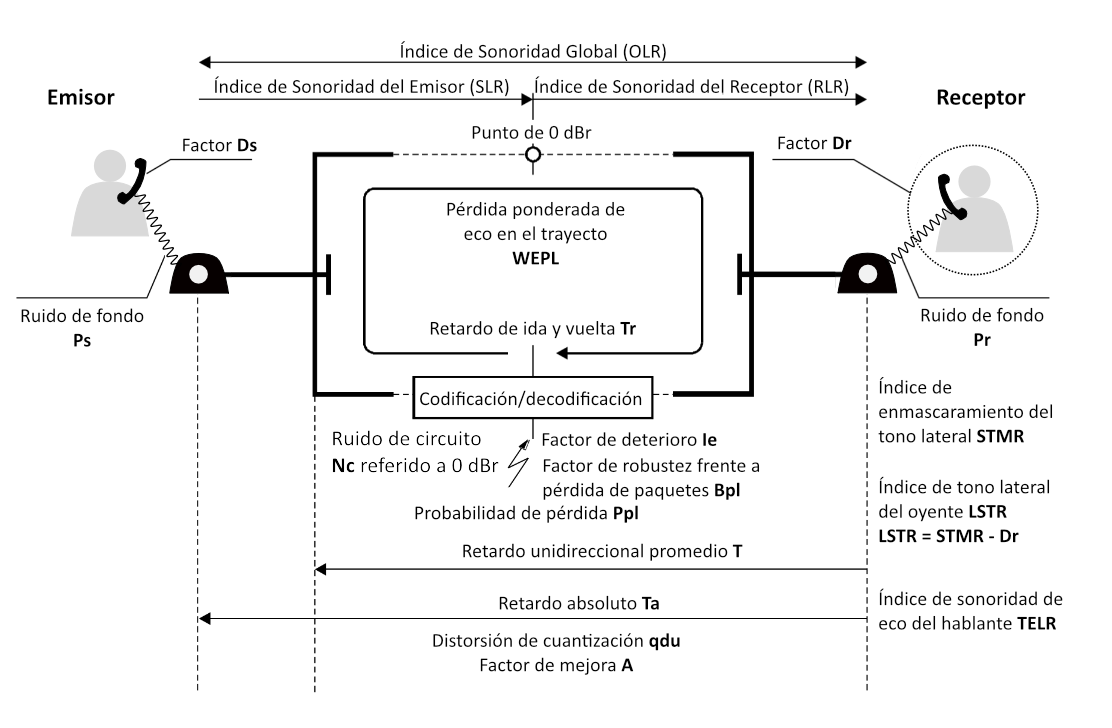 Índice de Sonoridad Global (OLR)
Índice de Sonoridad del Emisor (SLR)
Índice de Sonoridad del Receptor (RLR)
Emisor
Receptor
Punto de 0 dBr
Factor Ds
Factor Dr
Pérdida ponderada de
eco en el trayecto
WEPL
Ruido de fondo
Ps
Retardo de ida y vuelta Tr
Ruido de fondo
Pr
Codificación/decodificación
Índice de
enmascaramiento del
tono lateral STMR
Ruido de circuito
Nc referido a 0 dBr
Factor de deterioro Ie
Factor de robustez frente a
pérdida de paquetes Bpl
Probabilidad de pérdida Ppl
Índice de tono lateral
del oyente LSTR
LSTR = STMR - Dr
Retardo unidireccional promedio T
Retardo absoluto Ta
Índice de sonoridad de
eco del hablante TELR
Distorsión de cuantización qdu
Factor de mejora A